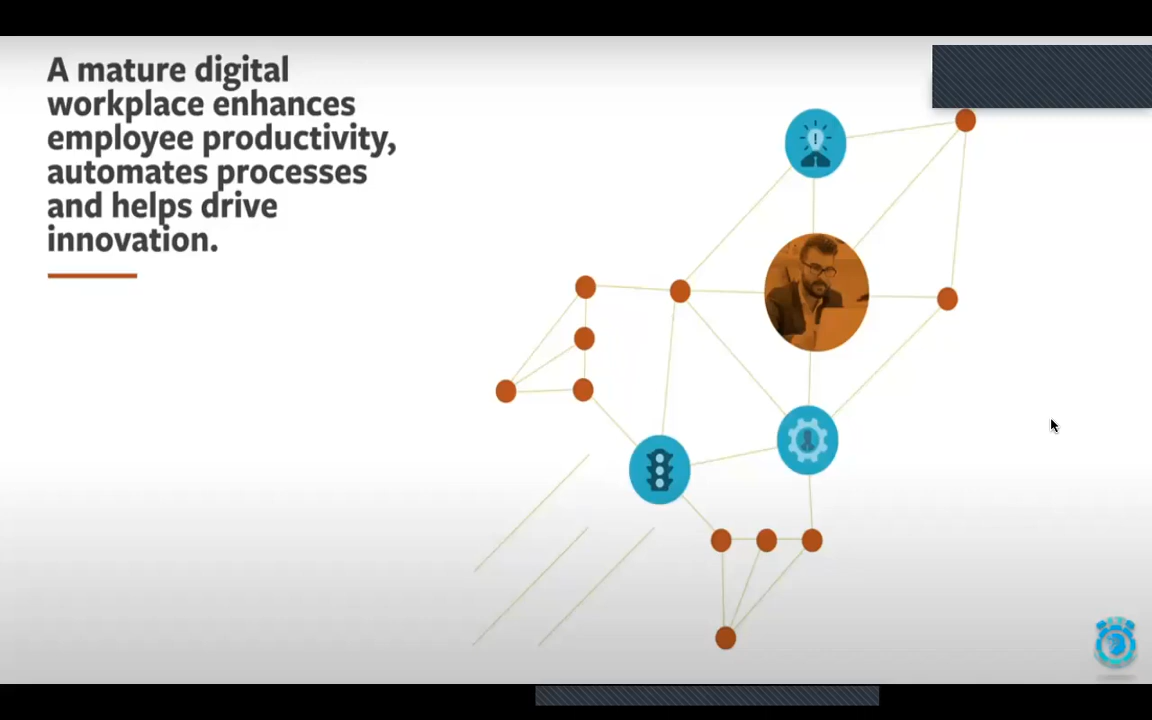 A mature digital
workplace enhances
employee productivity,
automates processes
and helps drive
innovation.